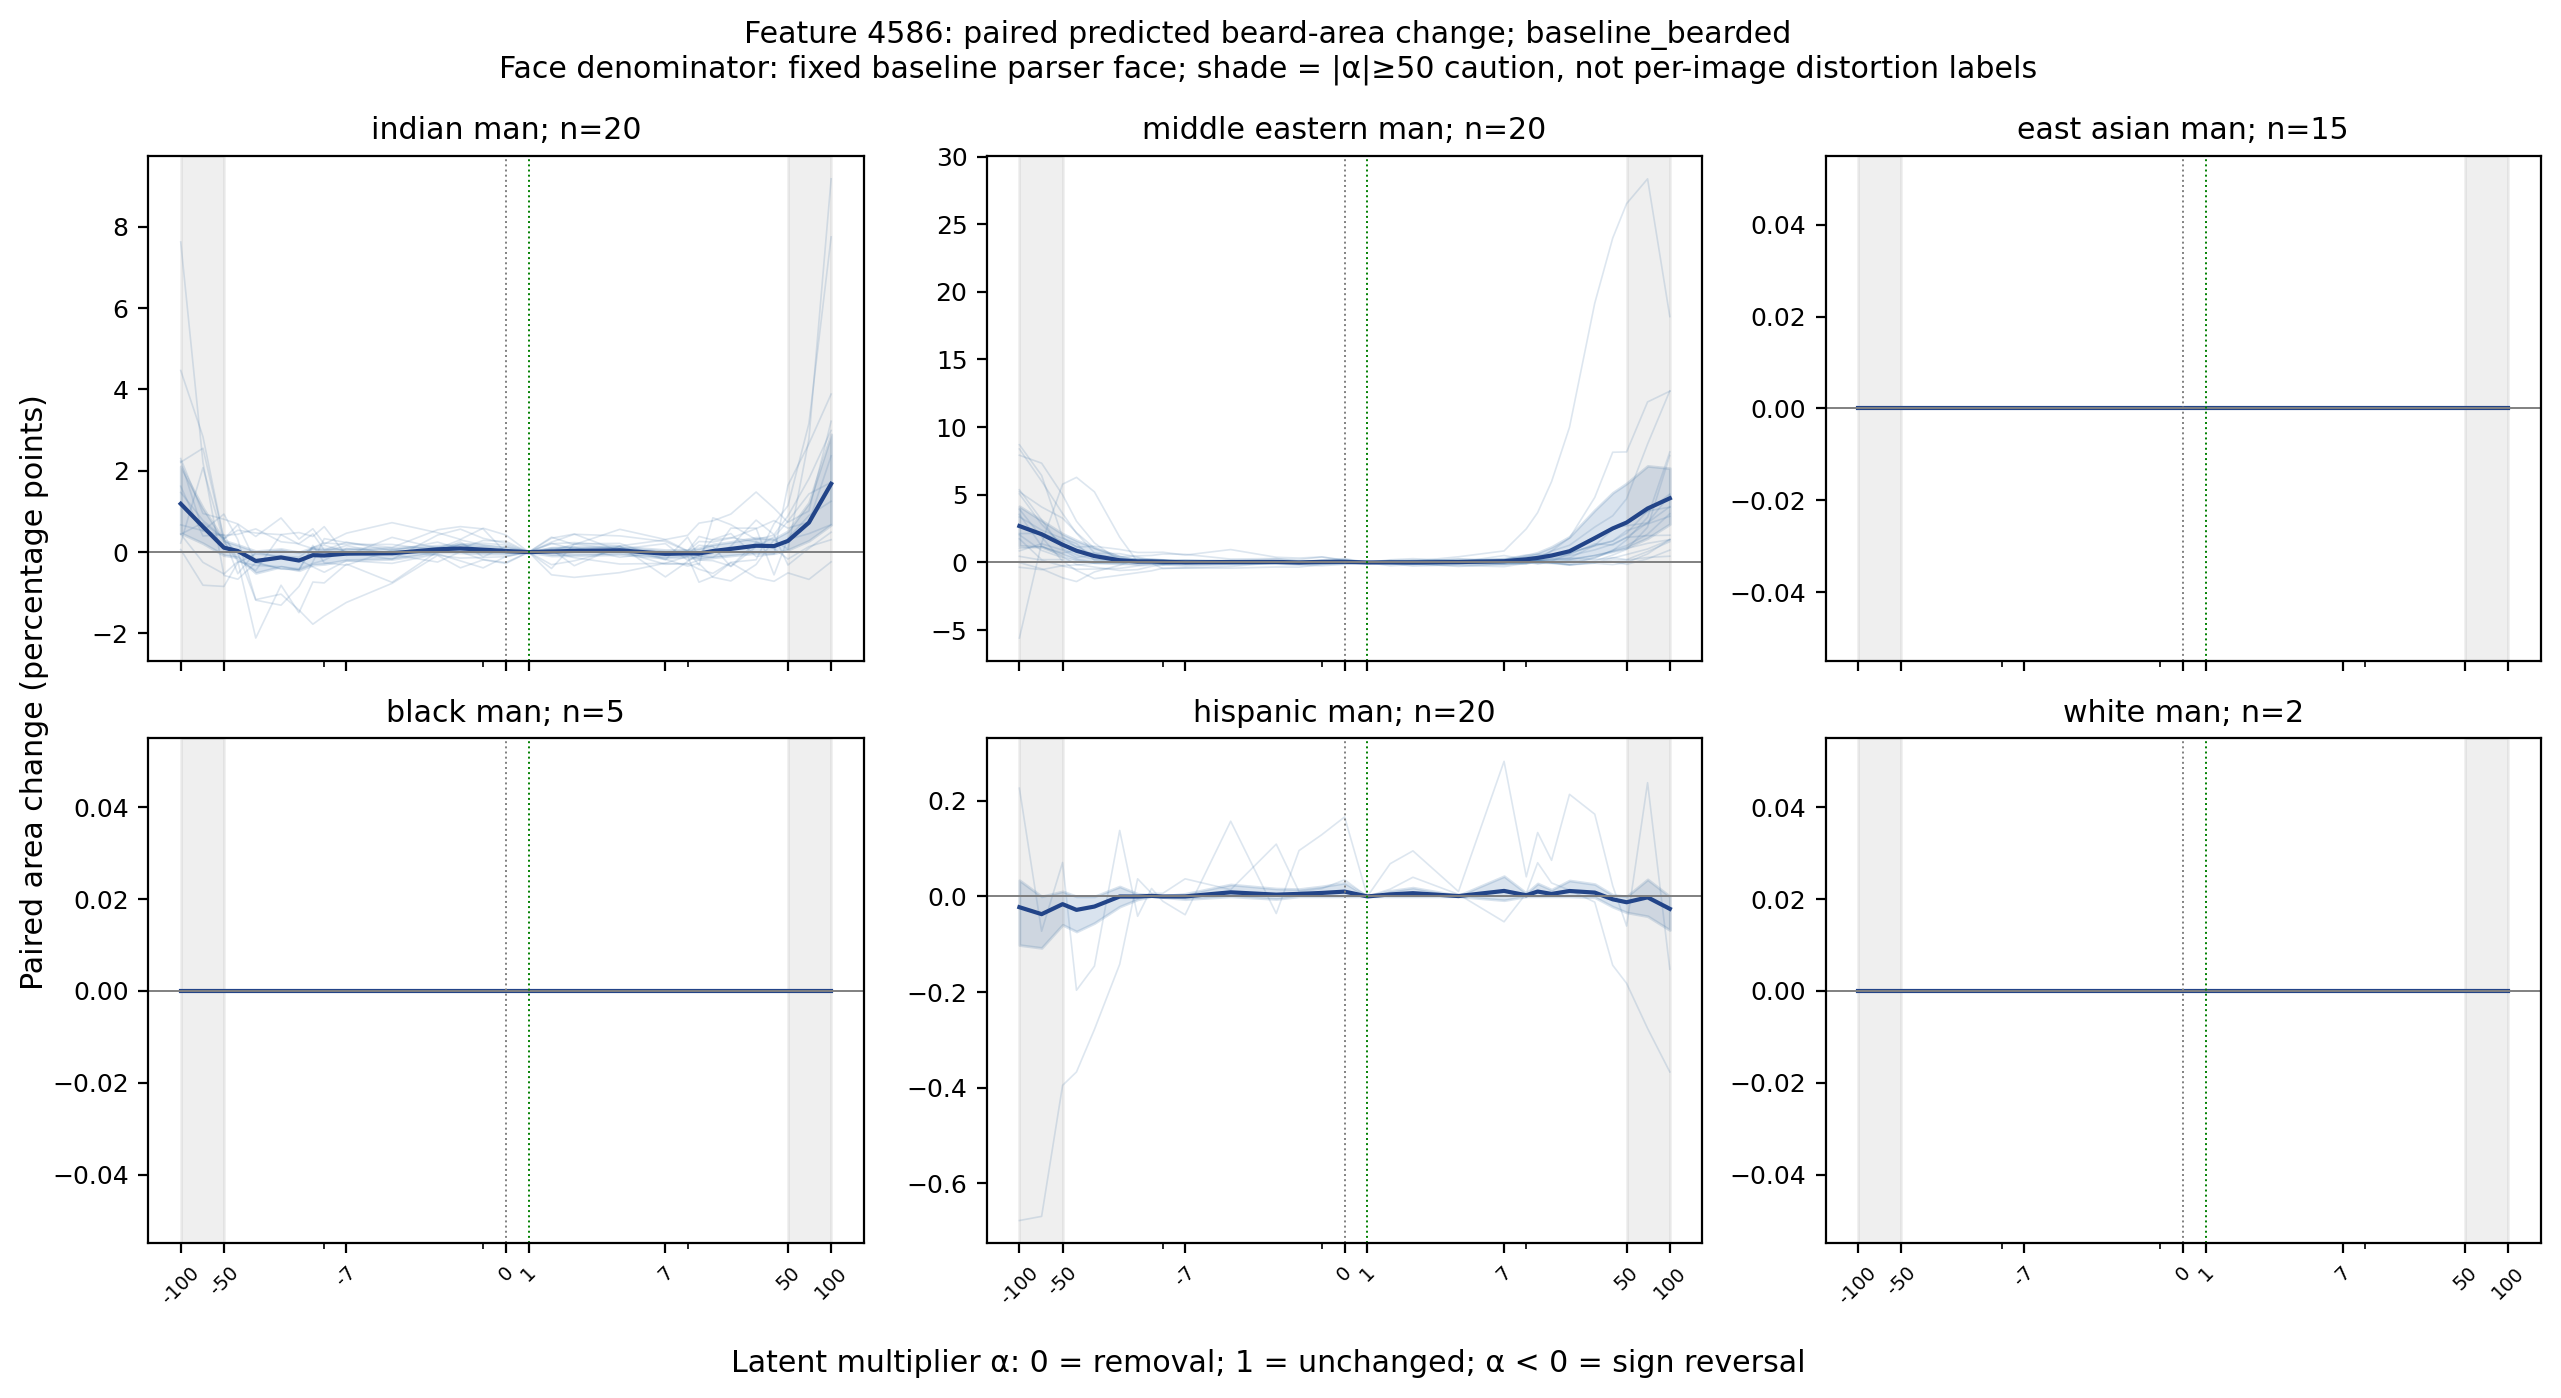 Feature 4586: paired predicted beard-area change; baseline_bearded
Face denominator: fixed baseline parser face; shade = |α|≥50 caution, not per-image distortion labels
indian man; n=20
middle eastern man; n=20
east asian man; n=15
8
6
4
2
0
−2
30
25
20
15
10
5
0
−5
0.04
0.02
0.00
−0.02
−0.04
Paired area change (percentage points)
black man; n=5
hispanic man; n=20
white man; n=2
0.04
0.02
0.00
−0.02
−0.04
0.2
0.0
−0.2
−0.4
−0.6
0.04
0.02
0.00
−0.02
−0.04
-100 -50 -7 0 1 7 50 100
-100 -50 -7 0 1 7 50 100
-100 -50 -7 0 1 7 50 100
Latent multiplier α: 0 = removal; 1 = unchanged; α < 0 = sign reversal